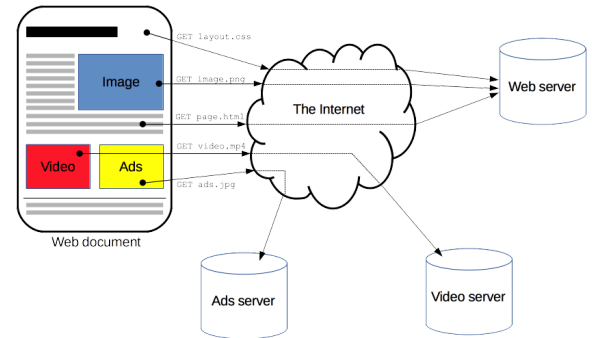 GET layout.css
Image
GET image.png
The Internet
Web server
GET page.html
GET video.mp4
Video
Ads
GET ads.jpg
Web document
Ads server
Video server